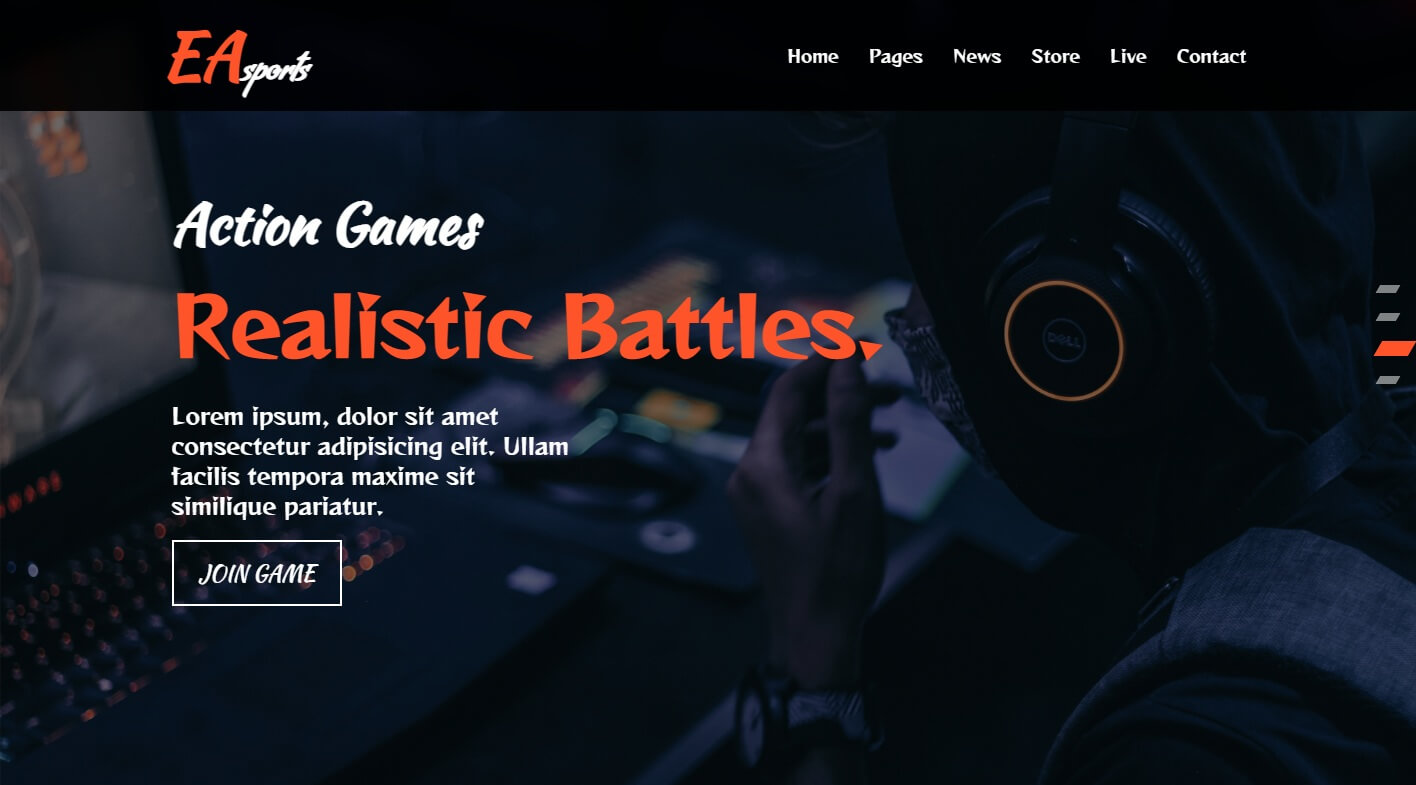 EAsports
Home Pages News Store Live Contact
Action Games
Realistic Battles.
Lorem ipsum, dolor sit amet
consectetur adipisicing elit. Ullam
facilis tempora maxime sit
similique pariatur.
JOIN GAME
DELL